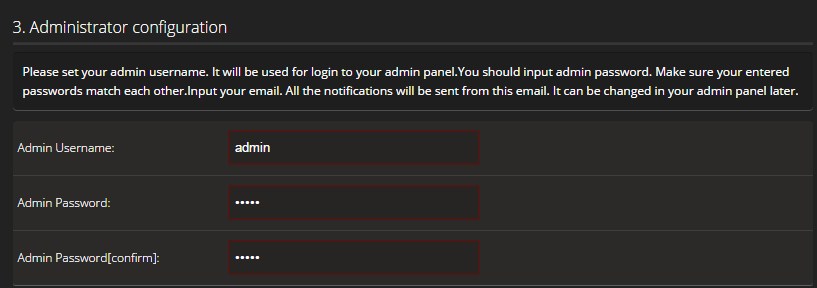 3. Administrator configuration
Please set your admin username. It will be used for login to your admin panel.You should input admin password. Make sure your entered
passwords match each other.Input your email. All the notifications will be sent from this email. It can be changed in your admin panel later.
Admin Username: admin
Admin Password: •••••
Admin Password[confirm]: •••••